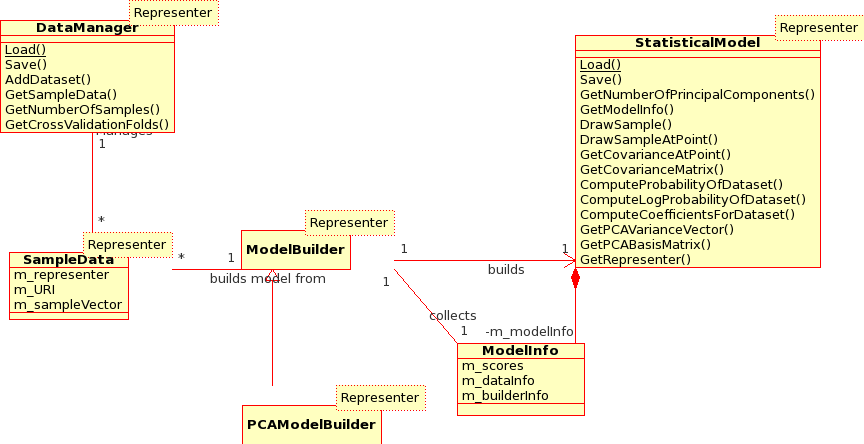 Representer
DataManager
Load()
Save()
AddDataset()
GetSampleData()
GetNumberOfSamples()
GetCrossValidationFolds()
Manages
1
*
Representer
SampleData
m_representer
m_URI
m_sampleVector
*
1
builds model from
Representer
ModelBuilder
Representer
PCAModelBuilder
1
1
builds
1
collects
1
-m_modelInfo
ModelInfo
m_scores
m_dataInfo
m_builderInfo
Representer
StatisticalModel
Load()
Save()
GetNumberOfPrincipalComponents()
GetModelInfo()
DrawSample()
DrawSampleAtPoint()
GetCovarianceAtPoint()
GetCovarianceMatrix()
ComputeProbabilityOfDataset()
ComputeLogProbabilityOfDataset()
ComputeCoefficientsForDataset()
GetPCAVarianceVector()
GetPCABasisMatrix()
GetRepresenter()